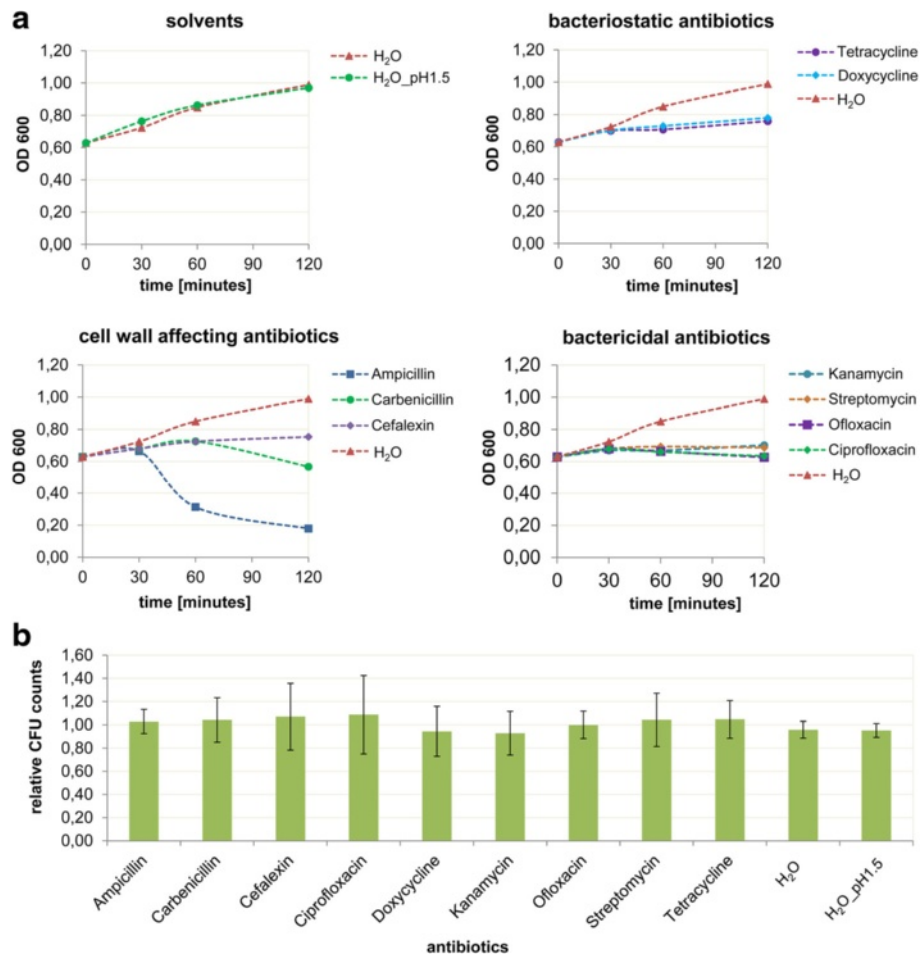 a
solvents
1,20
1,00
0,80
0,60
0,40
0,20
0,00
OD 600
0 30 60 90 120
time [minutes]
H₂O
H₂O_pH1.5
bacteriostatic antibiotics
1,20
1,00
0,80
0,60
0,40
0,20
0,00
OD 600
0 30 60 90 120
time [minutes]
Tetracycline
Doxycycline
H₂O
cell wall affecting antibiotics
1,20
1,00
0,80
0,60
0,40
0,20
0,00
OD 600
0 30 60 90 120
time [minutes]
Ampicillin
Carbenicillin
Cefalexin
H₂O
bactericidal antibiotics
1,20
1,00
0,80
0,60
0,40
0,20
0,00
OD 600
0 30 60 90 120
time [minutes]
Kanamycin
Streptomycin
Ofloxacin
Ciprofloxacin
H₂O
b
1,60
1,40
1,20
1,00
0,80
0,60
0,40
0,20
0,00
relative CFU counts
Ampicillin
Carbenicillin
Cefalexin
Ciprofloxacin
Doxycycline
Kanamycin
Ofloxacin
Streptomycin
Tetracycline
H₂O
H₂O_pH1.5
antibiotics